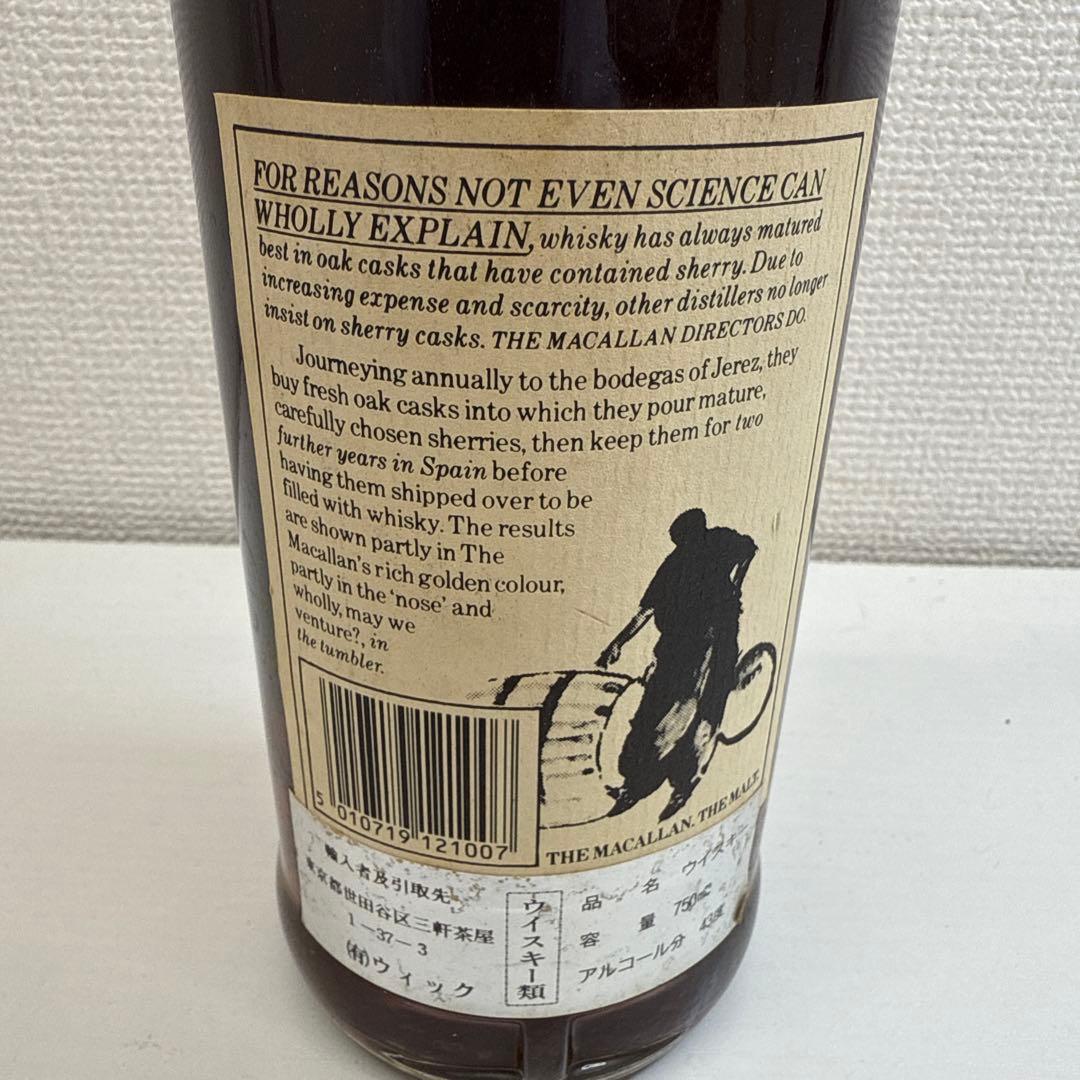 FOR REASONS NOT EVEN SCIENCE CAN
WHOLLY EXPLAIN, whisky has always matured
best in oak casks that have contained sherry. Due to
increasing expense and scarcity, other distillers no longer
insist on sherry casks. THE MACALLAN DIRECTORS DO.
Journeying annually to the bodegas of Jerez, they
buy fresh oak casks into which they pour mature,
carefully chosen sherries, then keep them for two
further years in Spain before
having them shipped over to be
filled with whisky. The results
are shown partly in The
Macallan's rich golden colour,
partly in the 'nose' and
wholly, may we
venture?, in
the tumbler.
5 010719 121007
THE MACALLAN. THE MALT.
輸入者及引取先
東京都世田谷区三軒茶屋
1-37-3
(有)ウィック
ウイスキー類
品名 ウイスキー
容量 750ml
アルコール分 43度